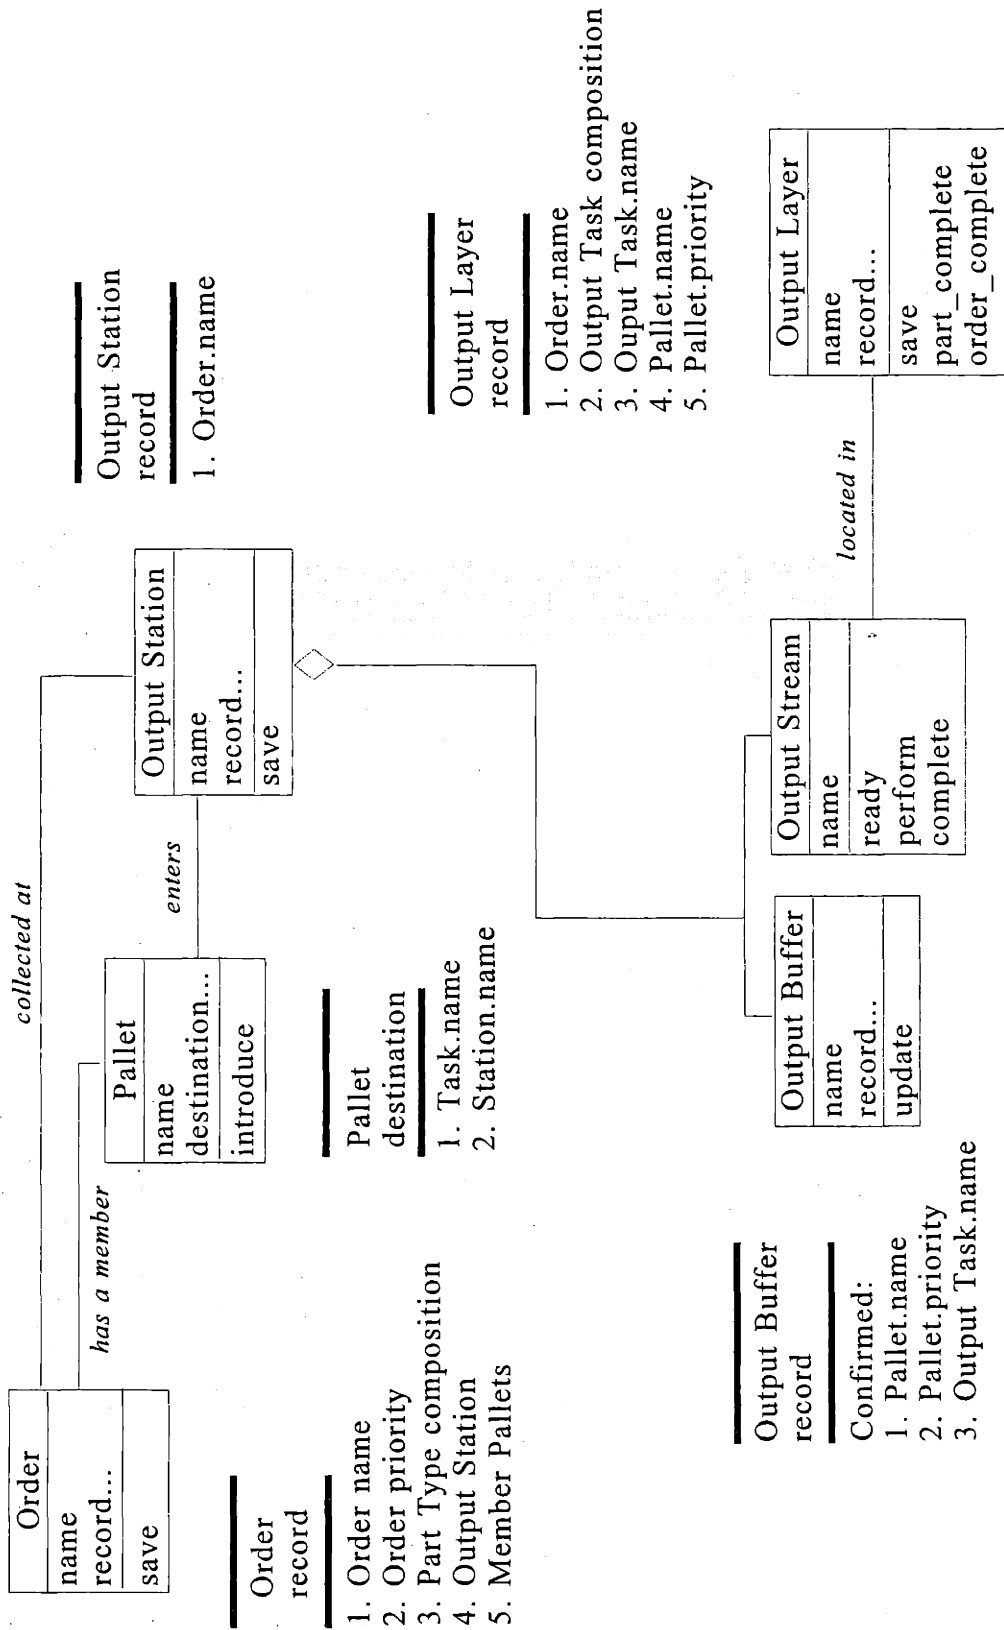 Order
name
record...
save
has a member
collected at
Pallet
name
destination...
introduce
enters
Output Station
name
record...
save
Output Station
record
1. Order.name
Order
record
1. Order name
2. Order priority
3. Part Type composition
4. Output Station
5. Member Pallets
Pallet
destination
1. Task.name
2. Station.name
Output Layer
record
1. Order.name
2. Output Task composition
3. Ouput Task.name
4. Pallet.name
5. Pallet.priority
Output Buffer
record
Confirmed:
1. Pallet.name
2. Pallet.priority
3. Output Task.name
Output Buffer
name
record...
update
Output Stream
name
ready
perform
complete
located in
Output Layer
name
record...
save
part_complete
order_complete